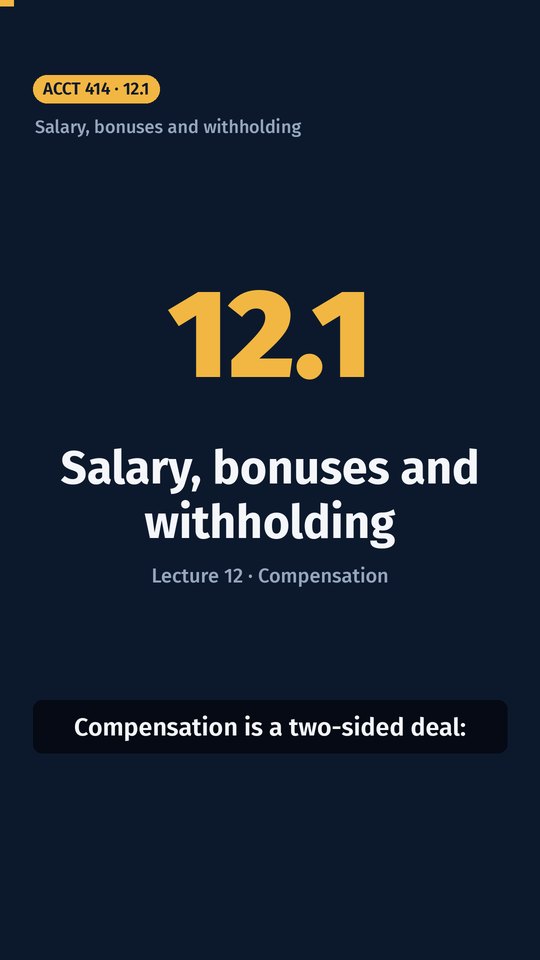 ACCT 414 · 12.1
Salary, bonuses and withholding
12.1
Salary, bonuses and
withholding
Lecture 12 · Compensation
Compensation is a two-sided deal: